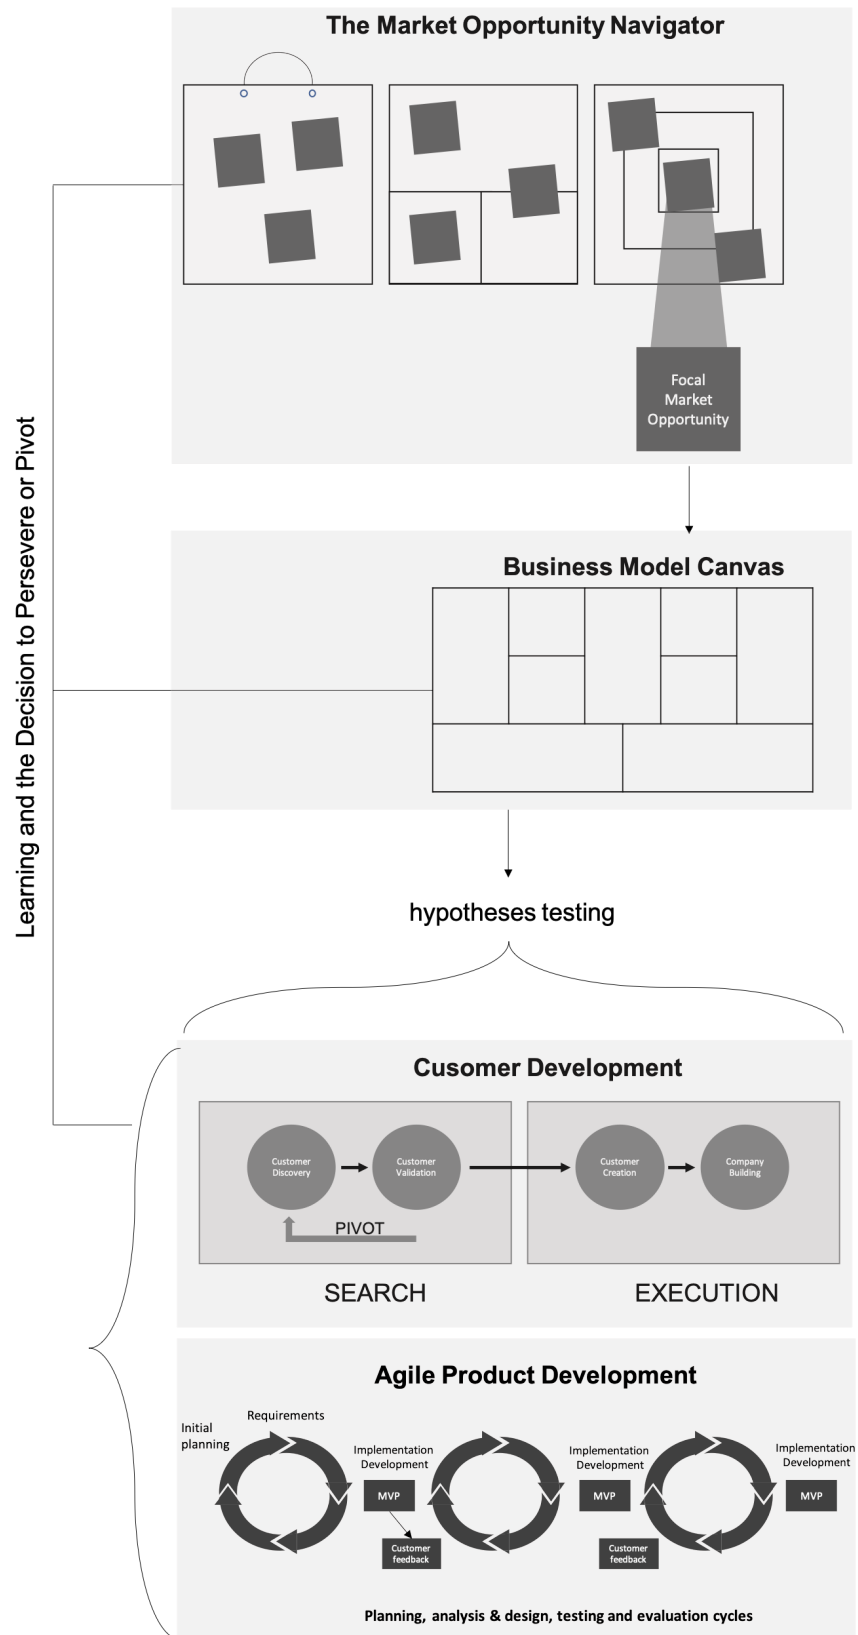 The Market Opportunity Navigator
Focal
Market
Opportunity
Learning and the Decision to Persevere or Pivot
Business Model Canvas
hypotheses testing
Cusomer Development
Customer
Discovery
Customer
Validation
Customer
Creation
Company
Building
PIVOT
SEARCH
EXECUTION
Agile Product Development
Initial
planning
Requirements
Implementation
Development
MVP
Customer
feedback
Implementation
Development
MVP
Customer
feedback
Implementation
Development
MVP
Planning, analysis & design, testing and evaluation cycles